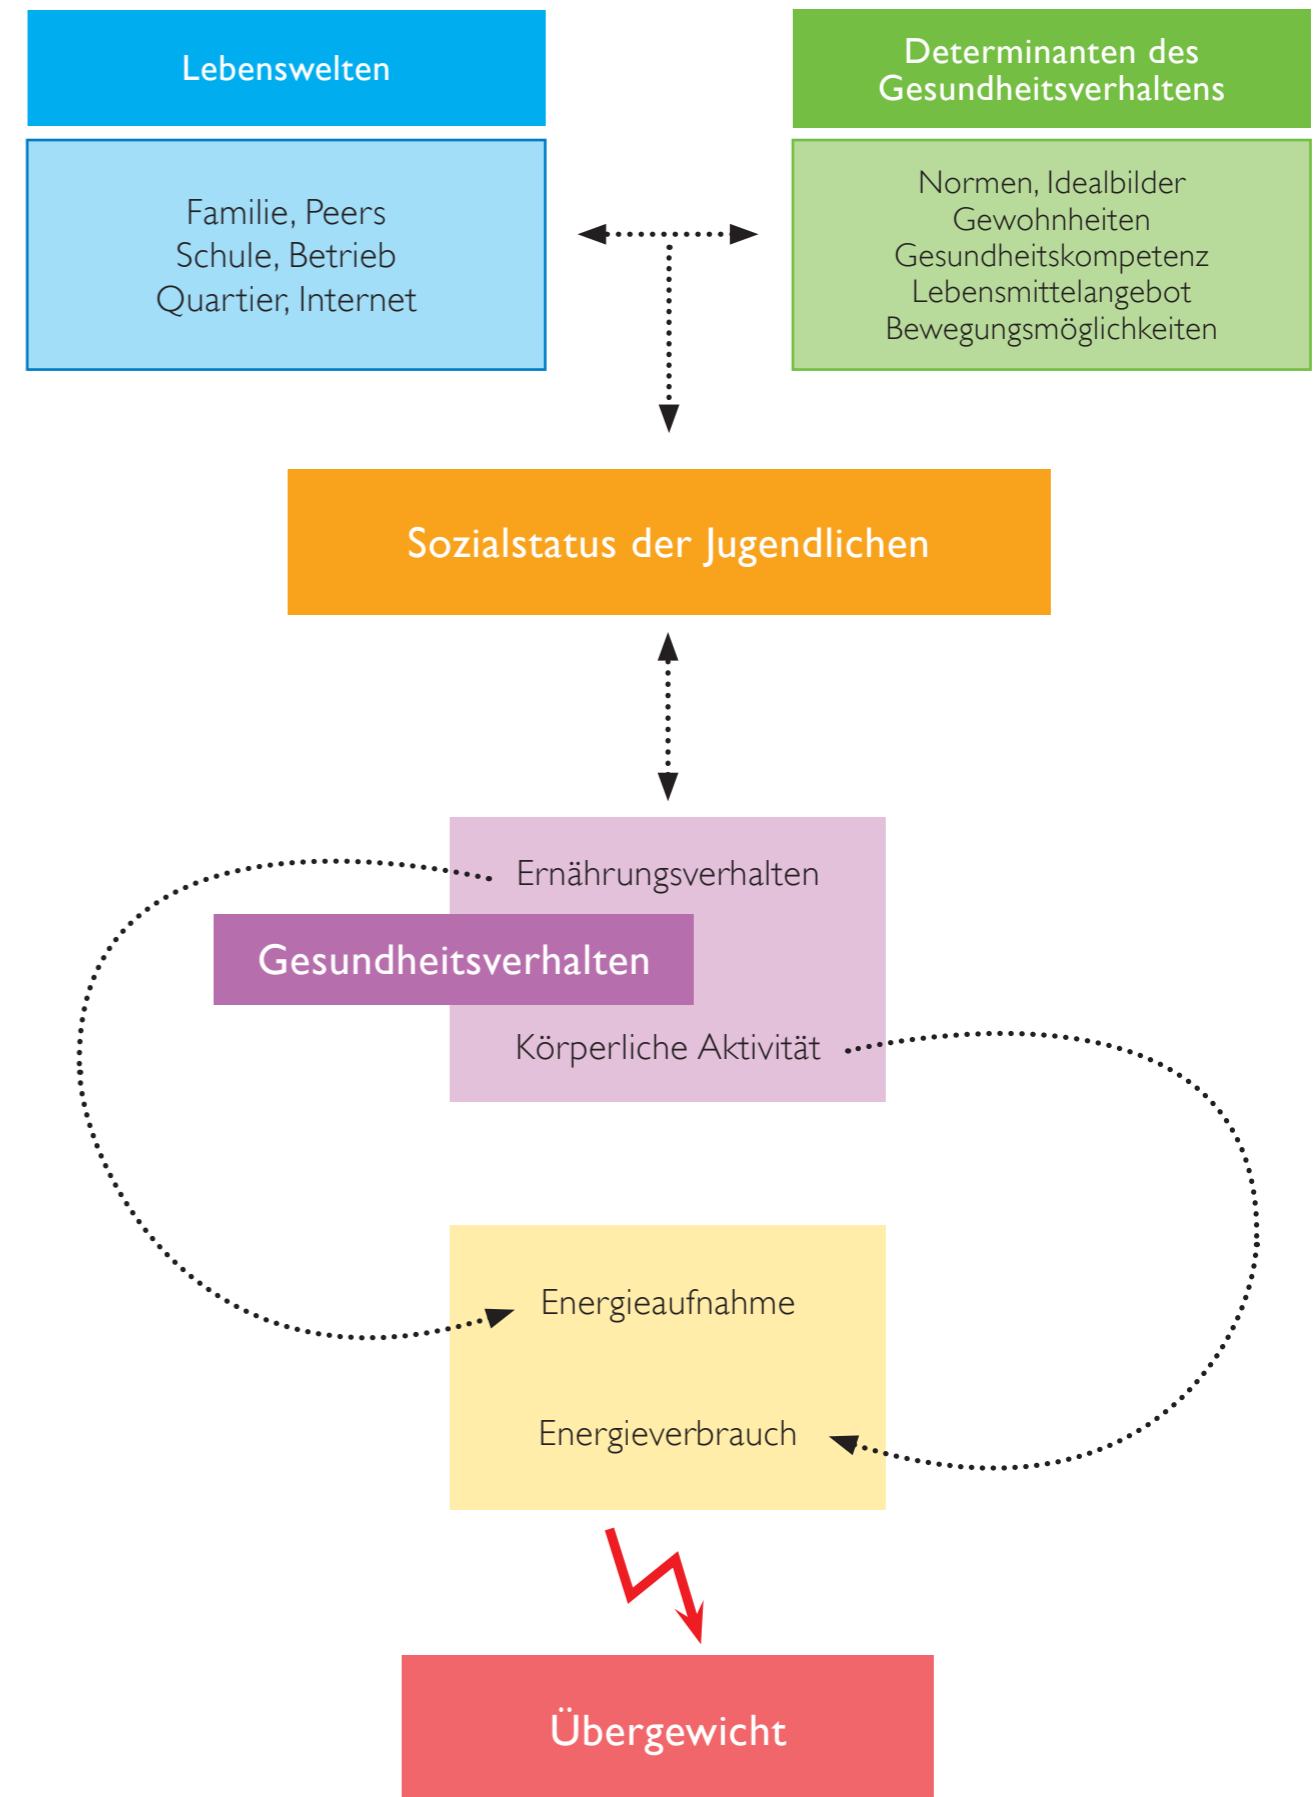 Lebenswelten
Familie, Peers
Schule, Betrieb
Quartier, Internet
Determinanten des
Gesundheitsverhaltens
Normen, Idealbilder
Gewohnheiten
Gesundheitskompetenz
Lebensmittelangebot
Bewegungsmöglichkeiten
Sozialstatus der Jugendlichen
Ernährungsverhalten
Gesundheitsverhalten
Körperliche Aktivität
Energieaufnahme
Energieverbrauch
Übergewicht